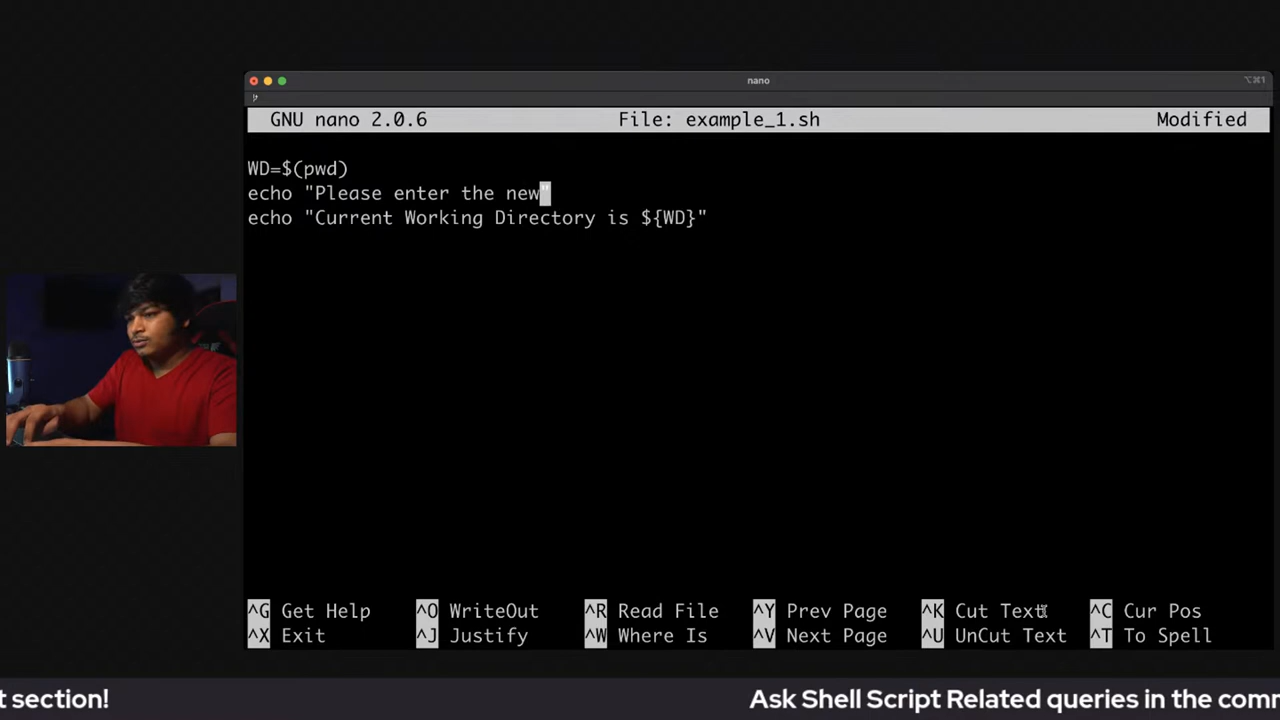 nano
⌥⌘1
GNU nano 2.0.6 File: example_1.sh Modified
WD=$(pwd)
echo "Please enter the new"
echo "Current Working Directory is ${WD}"
^G Get Help ^O WriteOut ^R Read File ^Y Prev Page ^K Cut Text ^C Cur Pos
^X Exit ^J Justify ^W Where Is ^V Next Page ^U UnCut Text ^T To Spell
t section! Ask Shell Script Related queries in the comm